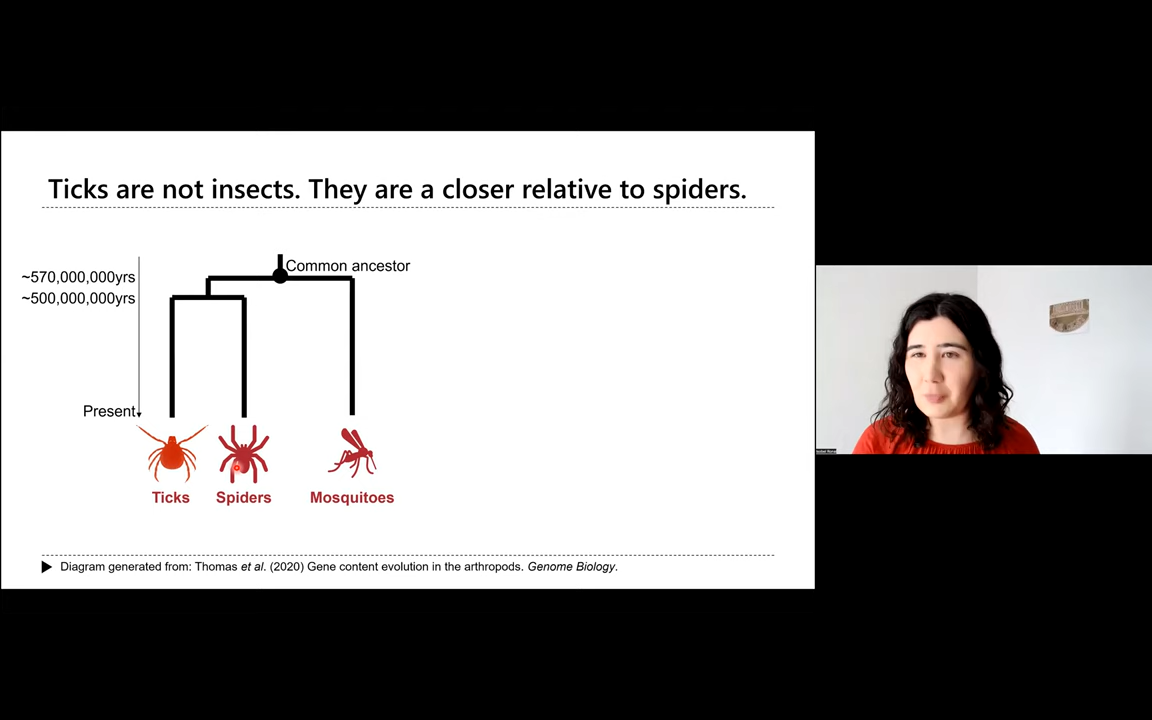 Ticks are not insects. They are a closer relative to spiders.
Common ancestor
~570,000,000yrs
~500,000,000yrs
Present
Ticks
Spiders
Mosquitoes
Diagram generated from: Thomas et al. (2020) Gene content evolution in the arthropods. Genome Biology.